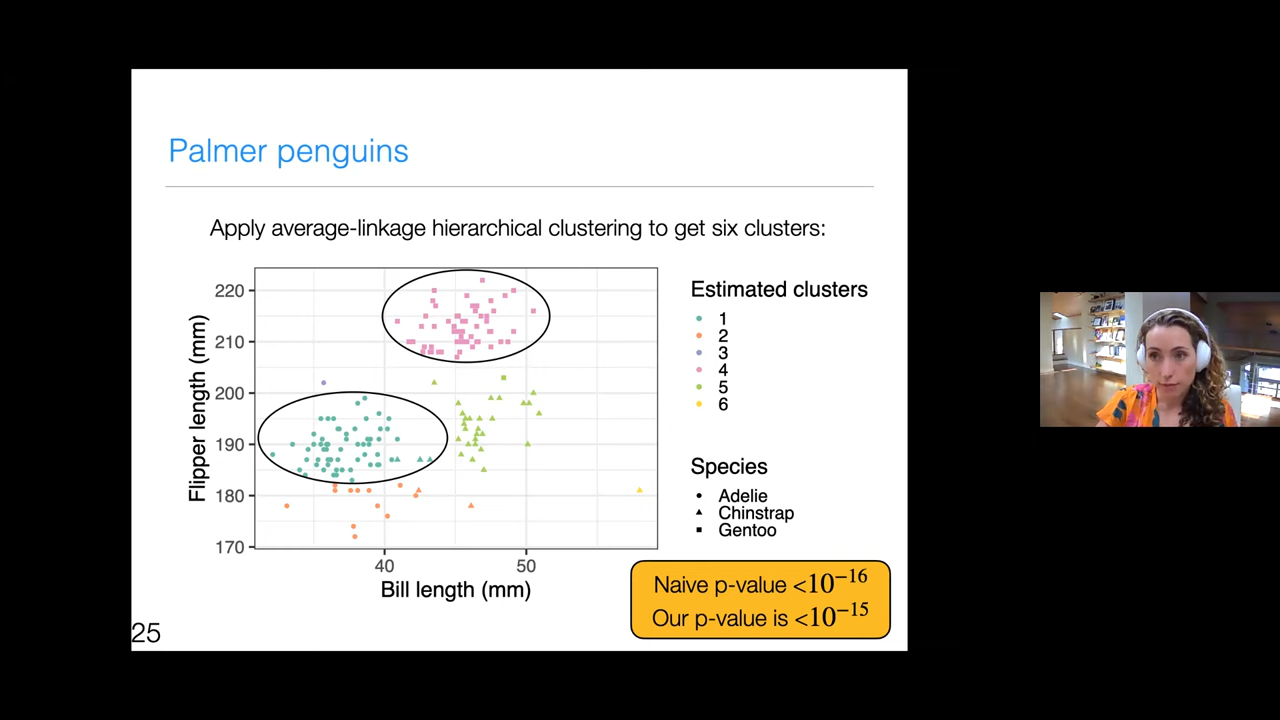 Palmer penguins
Apply average-linkage hierarchical clustering to get six clusters:
220
210
200
190
180
170
Flipper length (mm)
40
50
Bill length (mm)
Estimated clusters
1
2
3
4
5
6
Species
Adelie
Chinstrap
Gentoo
Naive p-value <10⁻¹⁶
Our p-value is <10⁻¹⁵
25